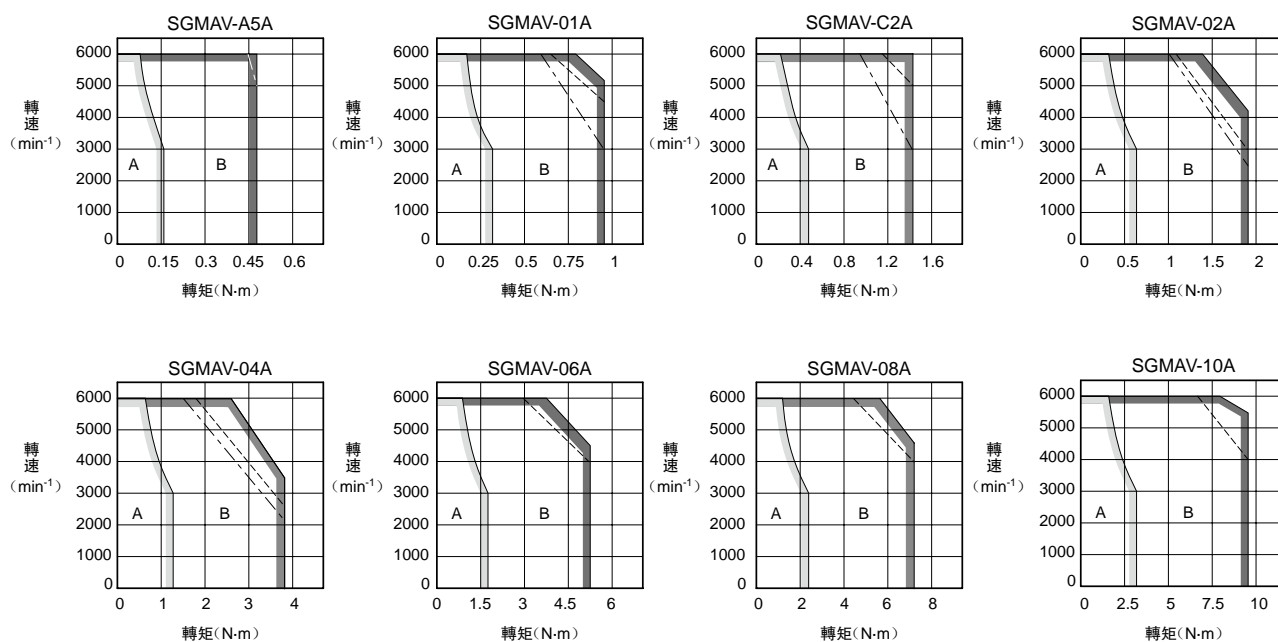 SGMAV-A5A
6000
5000
4000
3000
2000
1000
0
轉速
(min-1)
A
B
0 0.15 0.3 0.45 0.6
轉矩(N·m)
SGMAV-01A
6000
5000
4000
3000
2000
1000
0
轉速
(min-1)
A
B
0 0.25 0.5 0.75 1
轉矩(N·m)
SGMAV-C2A
6000
5000
4000
3000
2000
1000
0
轉速
(min-1)
A
B
0 0.4 0.8 1.2 1.6
轉矩(N·m)
SGMAV-02A
6000
5000
4000
3000
2000
1000
0
轉速
(min-1)
A
B
0 0.5 1 1.5 2
轉矩(N·m)
SGMAV-04A
6000
5000
4000
3000
2000
1000
0
轉速
(min-1)
A
B
0 1 2 3 4
轉矩(N·m)
SGMAV-06A
6000
5000
4000
3000
2000
1000
0
轉速
(min-1)
A
B
0 1.5 3 4.5 6
轉矩(N·m)
SGMAV-08A
6000
5000
4000
3000
2000
1000
0
轉速
(min-1)
A
B
0 2 4 6 8
轉矩(N·m)
SGMAV-10A
6000
5000
4000
3000
2000
1000
0
轉速
(min-1)
A
B
0 2.5 5 7.5 10
轉矩(N·m)